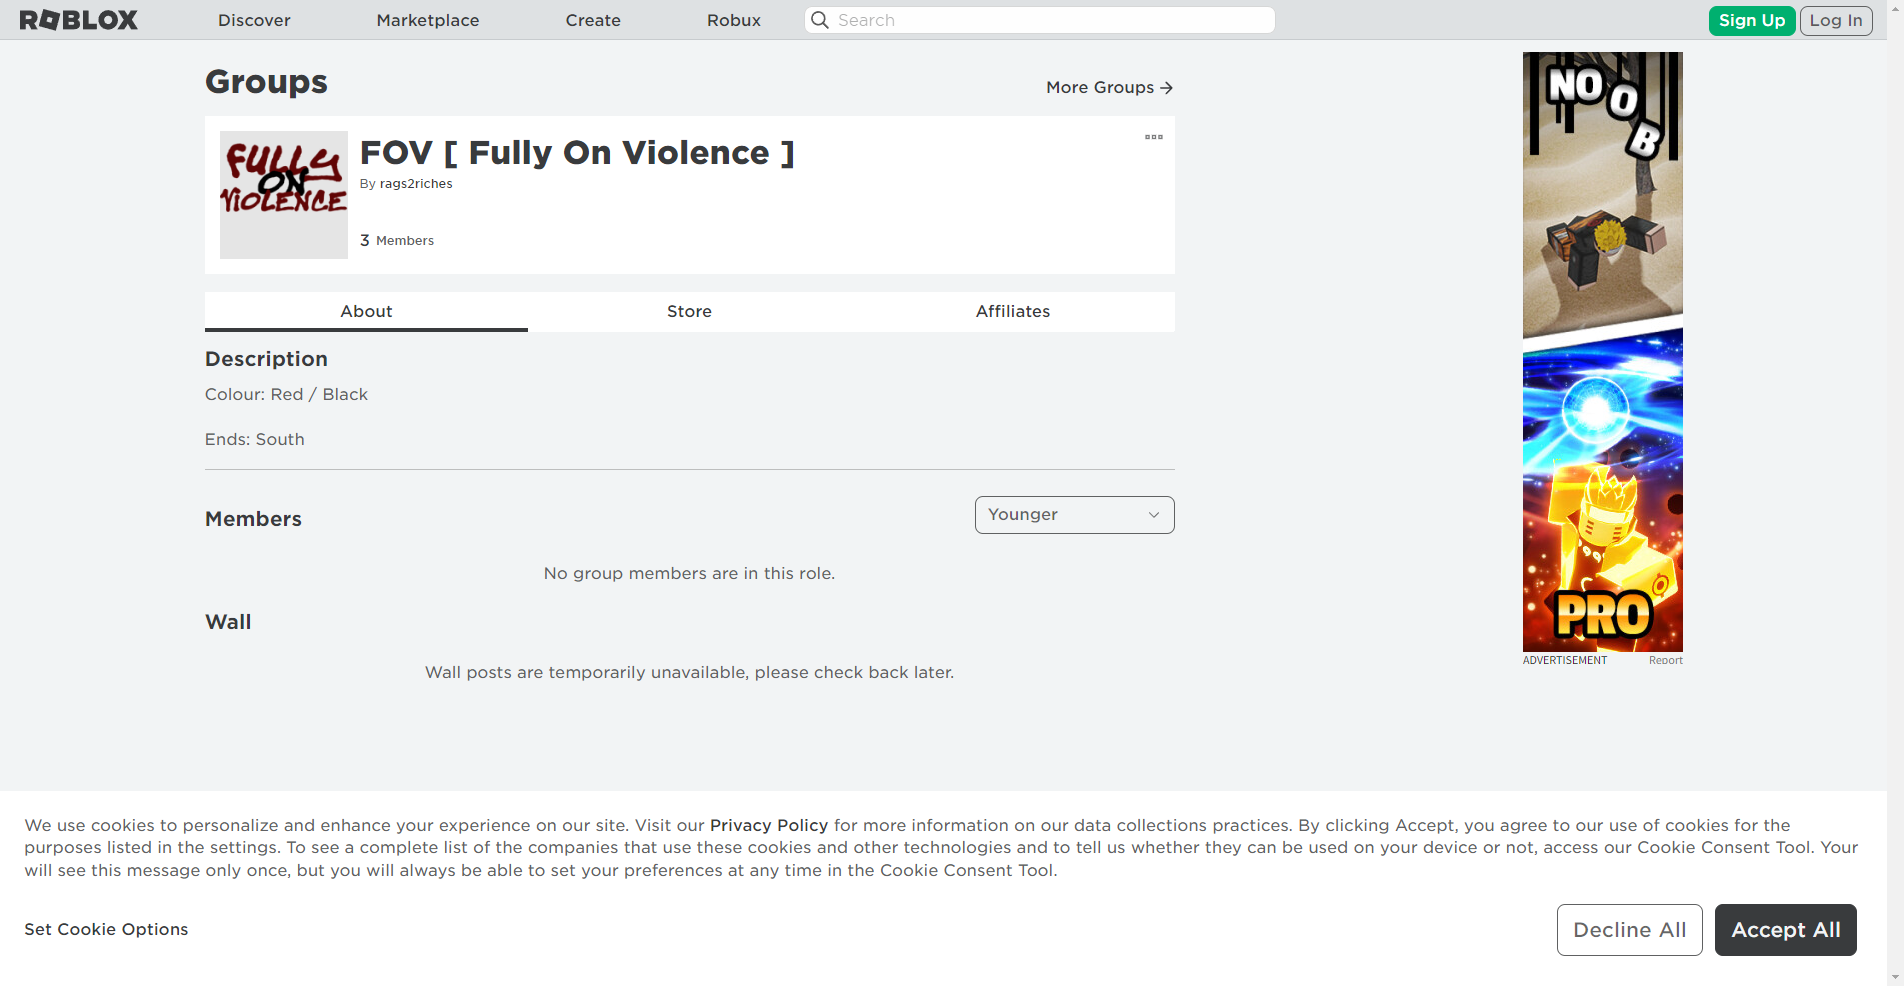 ROBLOX Discover Marketplace Create Robux Search Sign Up Log In
Groups
More Groups →
FULLY
ON
VIOLENCE
FOV [ Fully On Violence ]
By rags2riches
3 Members
About Store Affiliates
Description
Colour: Red / Black
Ends: South
Members
Younger
No group members are in this role.
Wall
Wall posts are temporarily unavailable, please check back later.
NOOB
PRO
ADVERTISEMENT Report
We use cookies to personalize and enhance your experience on our site. Visit our Privacy Policy for more information on our data collections practices. By clicking Accept, you agree to our use of cookies for the
purposes listed in the settings. To see a complete list of the companies that use these cookies and other technologies and to tell us whether they can be used on your device or not, access our Cookie Consent Tool. Your
will see this message only once, but you will always be able to set your preferences at any time in the Cookie Consent Tool.
Set Cookie Options
Decline All
Accept All